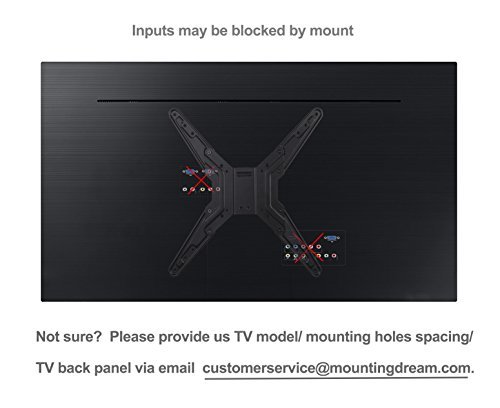 Inputs may be blocked by mount
Not sure? Please provide us TV model/ mounting holes spacing/
TV back panel via email customerservice@mountingdream.com.